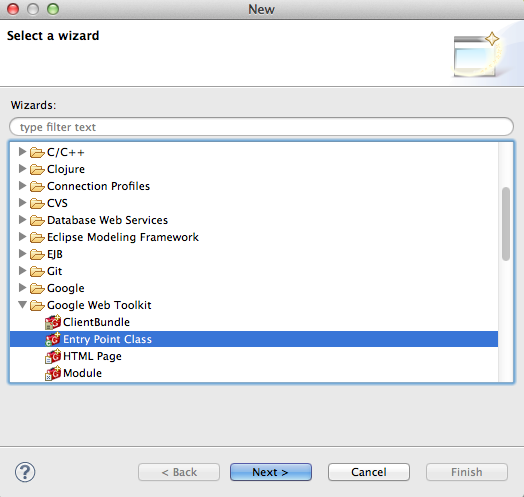 New
Select a wizard
Wizards:
type filter text
C/C++
Clojure
Connection Profiles
CVS
Database Web Services
Eclipse Modeling Framework
EJB
Git
Google
Google Web Toolkit
ClientBundle
Entry Point Class
HTML Page
Module
? < Back Next > Cancel Finish